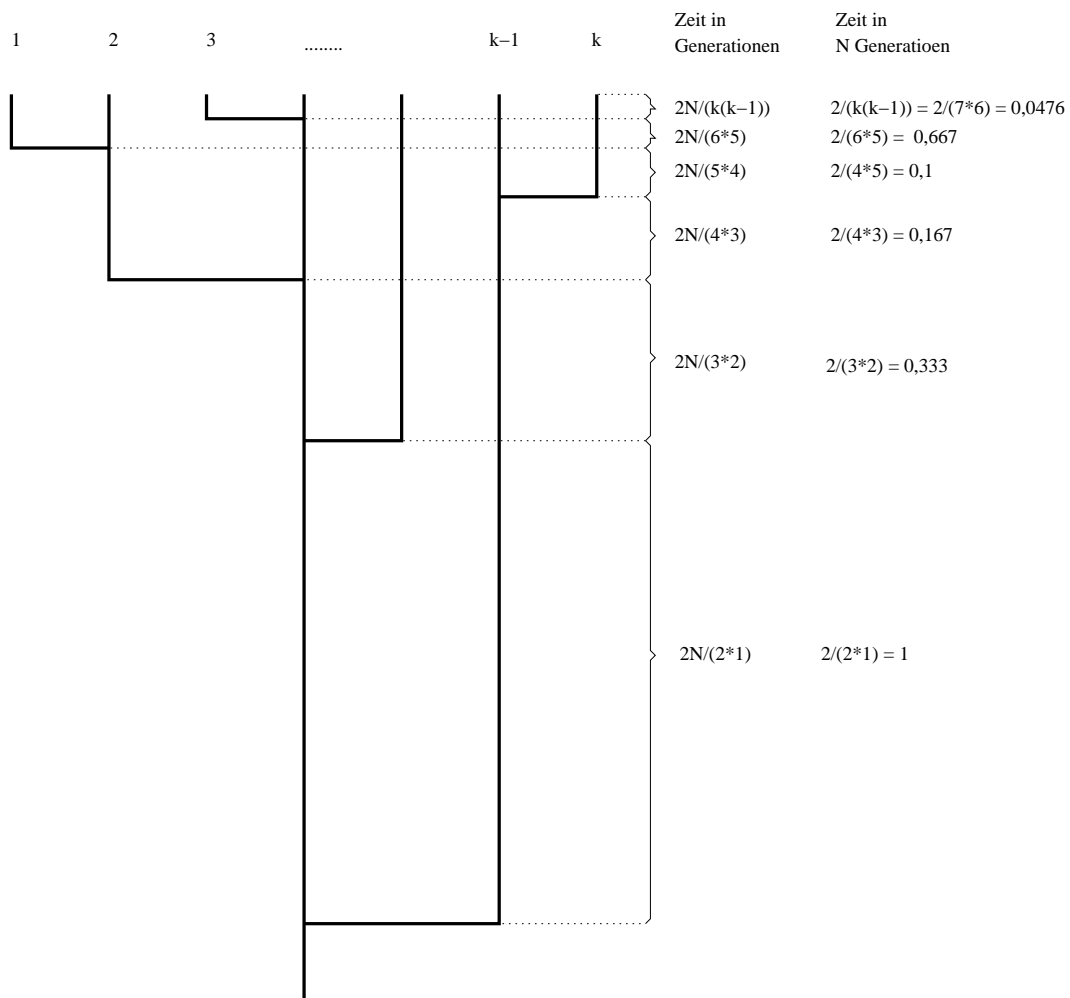 Zeit in Zeit in
1 2 3 ........ k−1 k Generationen N Generatioen
2N/(k(k−1)) 2/(k(k−1)) = 2/(7*6) = 0,0476
2N/(6*5) 2/(6*5) = 0,667
2N/(5*4) 2/(4*5) = 0,1
2N/(4*3) 2/(4*3) = 0,167
2N/(3*2) 2/(3*2) = 0,333
2N/(2*1) 2/(2*1) = 1